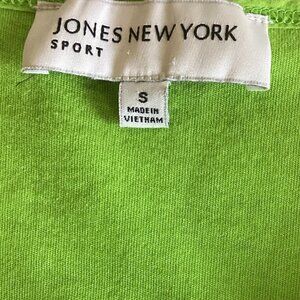 JONES NEW YORK
SPORT
S
MADE IN
VIETNAM